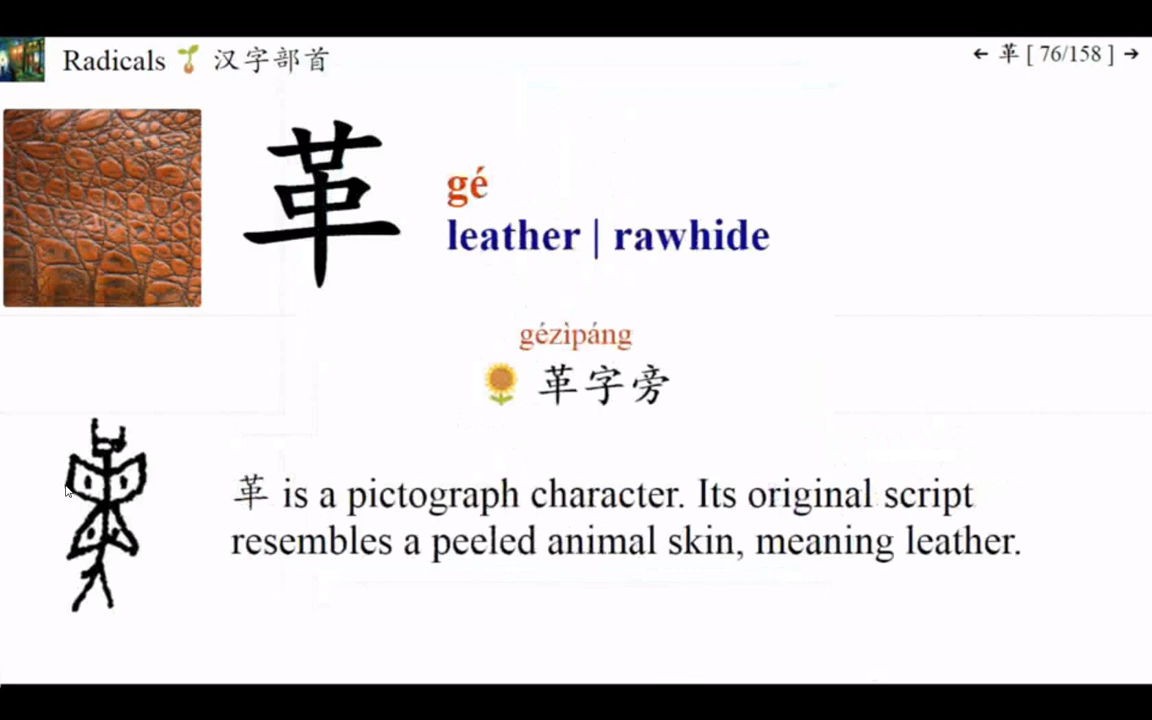 Radicals 汉字部首
← 革 [ 76/158 ] →
革
gé
leather | rawhide
gézìpáng
革字旁
革 is a pictograph character. Its original script
resembles a peeled animal skin, meaning leather.